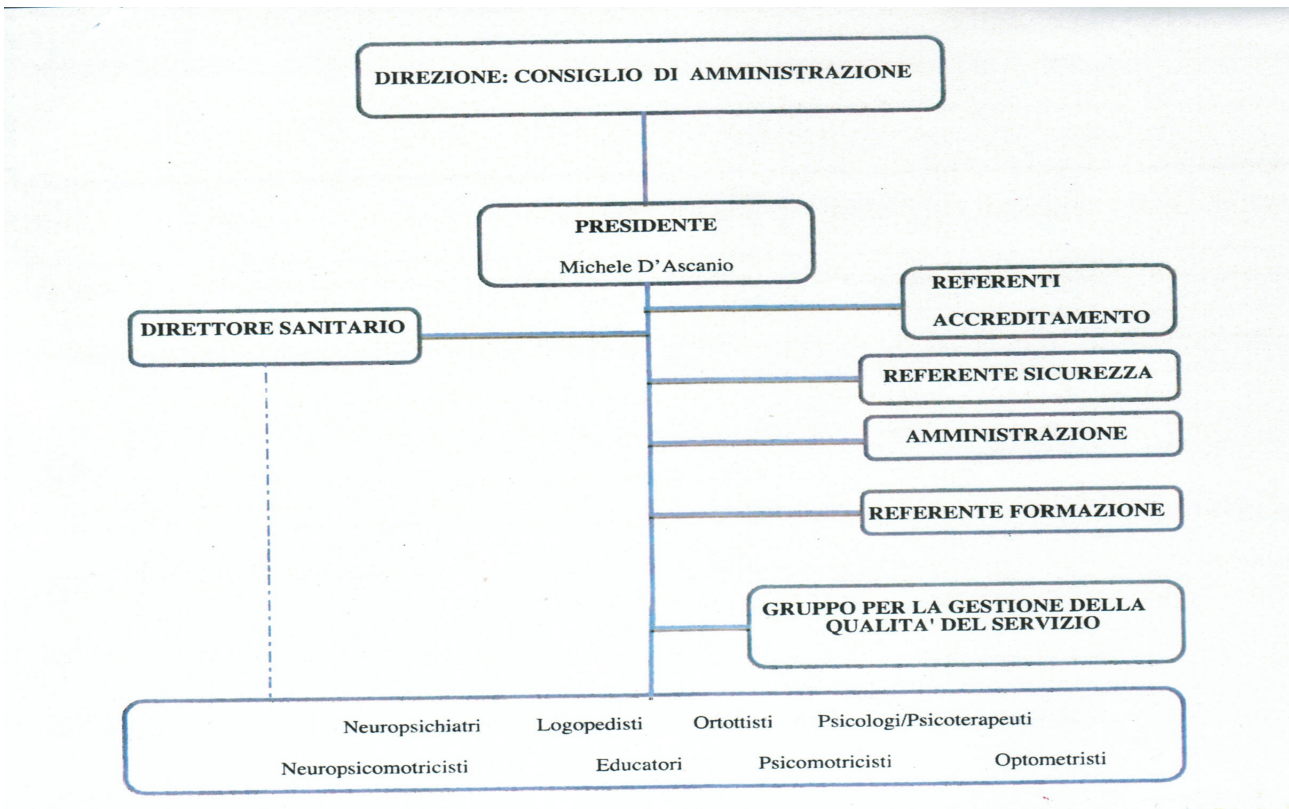 DIREZIONE: CONSIGLIO DI AMMINISTRAZIONE
PRESIDENTE
Michele D'Ascanio
REFERENTI
ACCREDITAMENTO
DIRETTORE SANITARIO
REFERENTE SICUREZZA
AMMINISTRAZIONE
REFERENTE FORMAZIONE
GRUPPO PER LA GESTIONE DELLA
QUALITA' DEL SERVIZIO
Neuropsichiatri Logopedisti Ortottisti Psicologi/Psicoterapeuti
Neuropsicomotricisti Educatori Psicomotricisti Optometristi